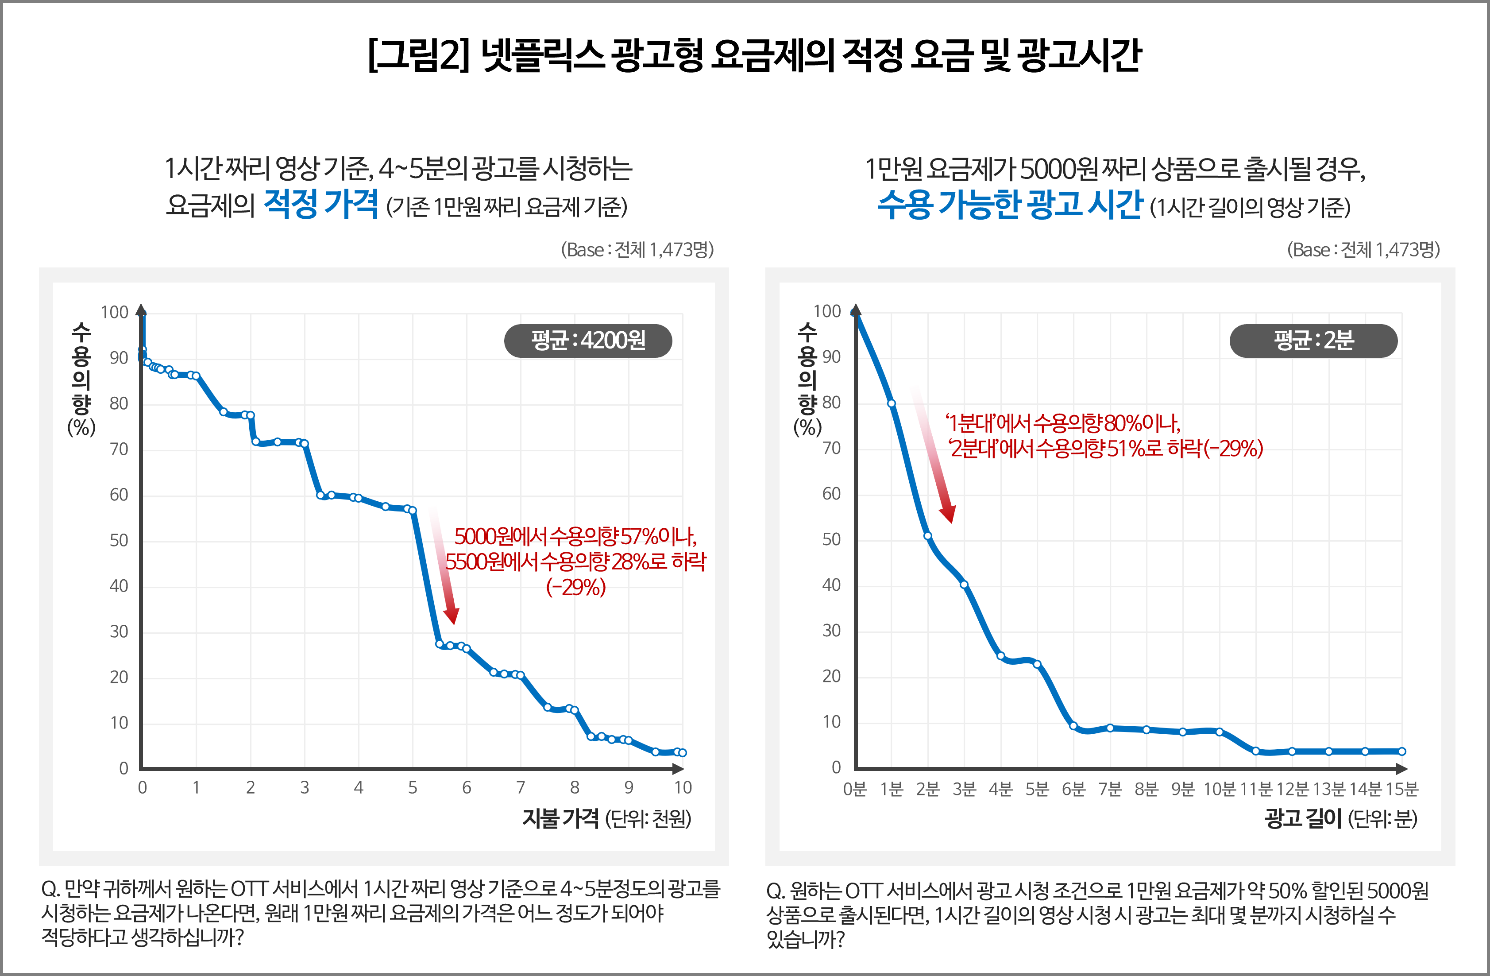 [그림2] 넷플릭스 광고형 요금제의 적정 요금 및 광고시간
1시간 짜리 영상 기준, 4~5분의 광고를 시청하는
요금제의 적정 가격 (기존 1만원 짜리 요금제 기준)
(Base : 전체 1,473명)
수용의향 (%)
100
90
80
70
60
50
40
30
20
10
0
평균 : 4200원
5000원에서 수용의향 57%이나,
5500원에서 수용의향 28%로 하락
(-29%)
0 1 2 3 4 5 6 7 8 9 10
지불 가격 (단위: 천원)
Q. 만약 귀하께서 원하는 OTT 서비스에서 1시간 짜리 영상 기준으로 4~5분정도의 광고를
시청하는 요금제가 나온다면, 원래 1만원 짜리 요금제의 가격은 어느 정도가 되어야
적당하다고 생각하십니까?
1만원 요금제가 5000원 짜리 상품으로 출시될 경우,
수용 가능한 광고 시간 (1시간 길이의 영상 기준)
(Base : 전체 1,473명)
수용의향 (%)
100
90
80
70
60
50
40
30
20
10
0
평균 : 2분
‘1분대’에서 수용의향 80%이나,
‘2분대’에서 수용의향 51%로 하락 (-29%)
0분 1분 2분 3분 4분 5분 6분 7분 8분 9분 10분 11분 12분 13분 14분 15분
광고 길이 (단위: 분)
Q. 원하는 OTT 서비스에서 광고 시청 조건으로 1만원 요금제가 약 50% 할인된 5000원
상품으로 출시된다면, 1시간 길이의 영상 시청 시 광고는 최대 몇 분까지 시청하실 수
있습니까?